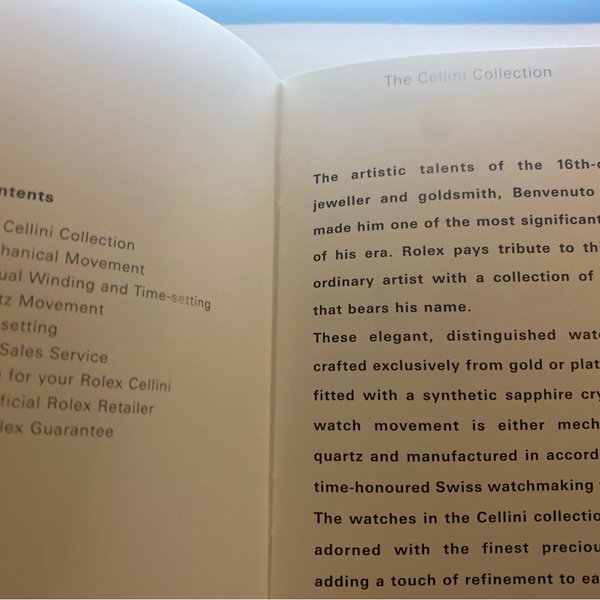 ntents
Cellini Collection
hanical Movement
ual Winding and Time-setting
tz Movement
setting
Sales Service
for your Rolex Cellini
ficial Rolex Retailer
lex Guarantee
The Cellini Collection
The artistic talents of the 16th-c
jeweller and goldsmith, Benvenuto
made him one of the most significant
of his era. Rolex pays tribute to thi
ordinary artist with a collection of
that bears his name.
These elegant, distinguished wat
crafted exclusively from gold or plat
fitted with a synthetic sapphire cry
watch movement is either mech
quartz and manufactured in accord
time-honoured Swiss watchmaking
The watches in the Cellini collectio
adorned with the finest preciou
adding a touch of refinement to ea